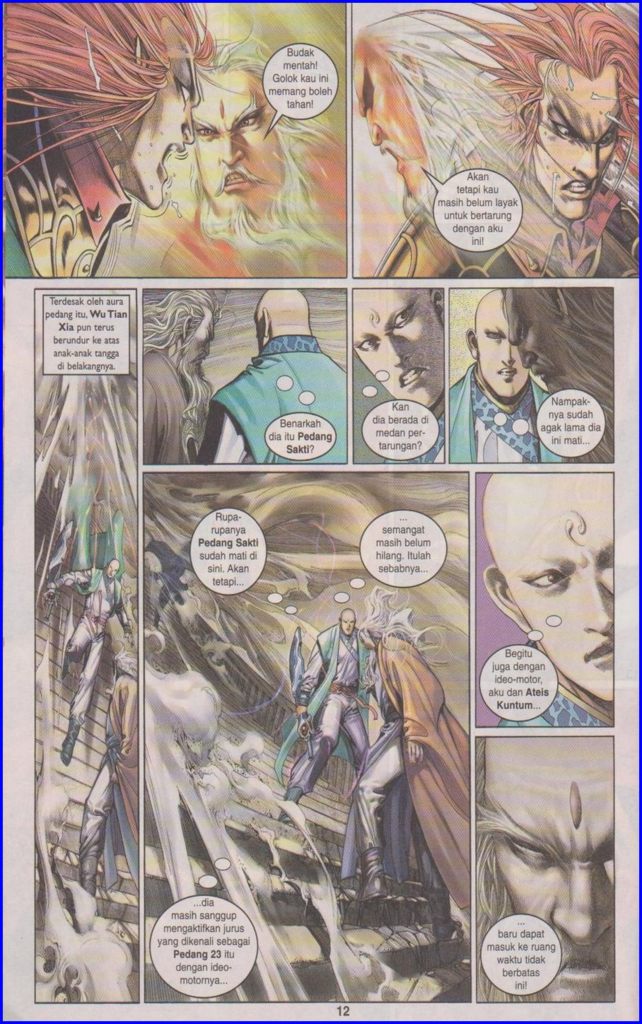 Budak
mentah!
Golok kau ini
memang boleh
tahan!
Akan
tetapi kau
masih belum layak
untuk bertarung
dengan aku
ini!
Terdesak oleh aura
pedang itu, Wu Tian
Xia pun terus
berundur ke atas
anak-anak tangga
di belakangnya.
Benarkah
dia itu Pedang
Sakti?
Kan
dia berada di
medan per-
tarungan?
Nampak-
nya sudah
agak lama dia
ini mati...
Rupa-
rupanya
Pedang Sakti
sudah mati di
sini. Akan
tetapi...
...
semangat
masih belum
hilang. Itulah
sebabnya...
...dia
masih sanggup
mengaktifkan jurus
yang dikenali sebagai
Pedang 23 itu
dengan ideo-
motornya...
Begitu
juga dengan
ideo-motor,
aku dan Ateis
Kuntum...
...
baru dapat
masuk ke ruang
waktu tidak
berbatas
ini!
12